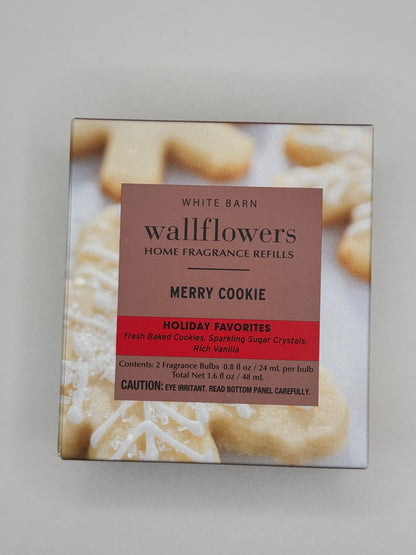 WHITE BARN
wallflowers
HOME FRAGRANCE REFILLS
MERRY COOKIE
HOLIDAY FAVORITES
Fresh Baked Cookies, Sparkling Sugar Crystals,
Rich Vanilla
Contents: 2 Fragrance Bulbs 0.8 fl oz / 24 mL per bulb
Total Net 1.6 fl oz / 48 mL
CAUTION: EYE IRRITANT. READ BOTTOM PANEL CAREFULLY.